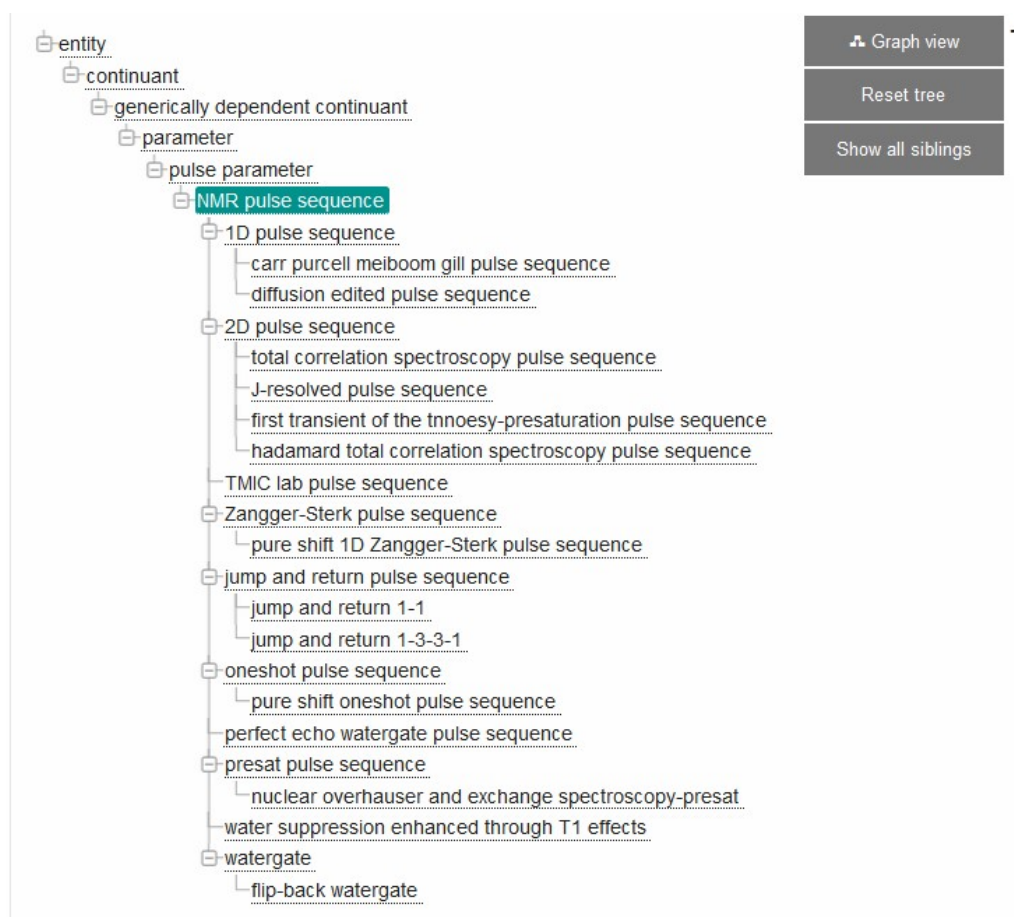 entity
Graph view
continuant
Reset tree
generically dependent continuant
parameter
Show all siblings
pulse parameter
NMR pulse sequence
1D pulse sequence
carr purcell meiboom gill pulse sequence
diffusion edited pulse sequence
2D pulse sequence
total correlation spectroscopy pulse sequence
J-resolved pulse sequence
first transient of the tnnoesy-presaturation pulse sequence
hadamard total correlation spectroscopy pulse sequence
TMIC lab pulse sequence
Zangger-Sterk pulse sequence
pure shift 1D Zangger-Sterk pulse sequence
jump and return pulse sequence
jump and return 1-1
jump and return 1-3-3-1
oneshot pulse sequence
pure shift oneshot pulse sequence
perfect echo watergate pulse sequence
presat pulse sequence
nuclear overhauser and exchange spectroscopy-presat
water suppression enhanced through T1 effects
watergate
flip-back watergate